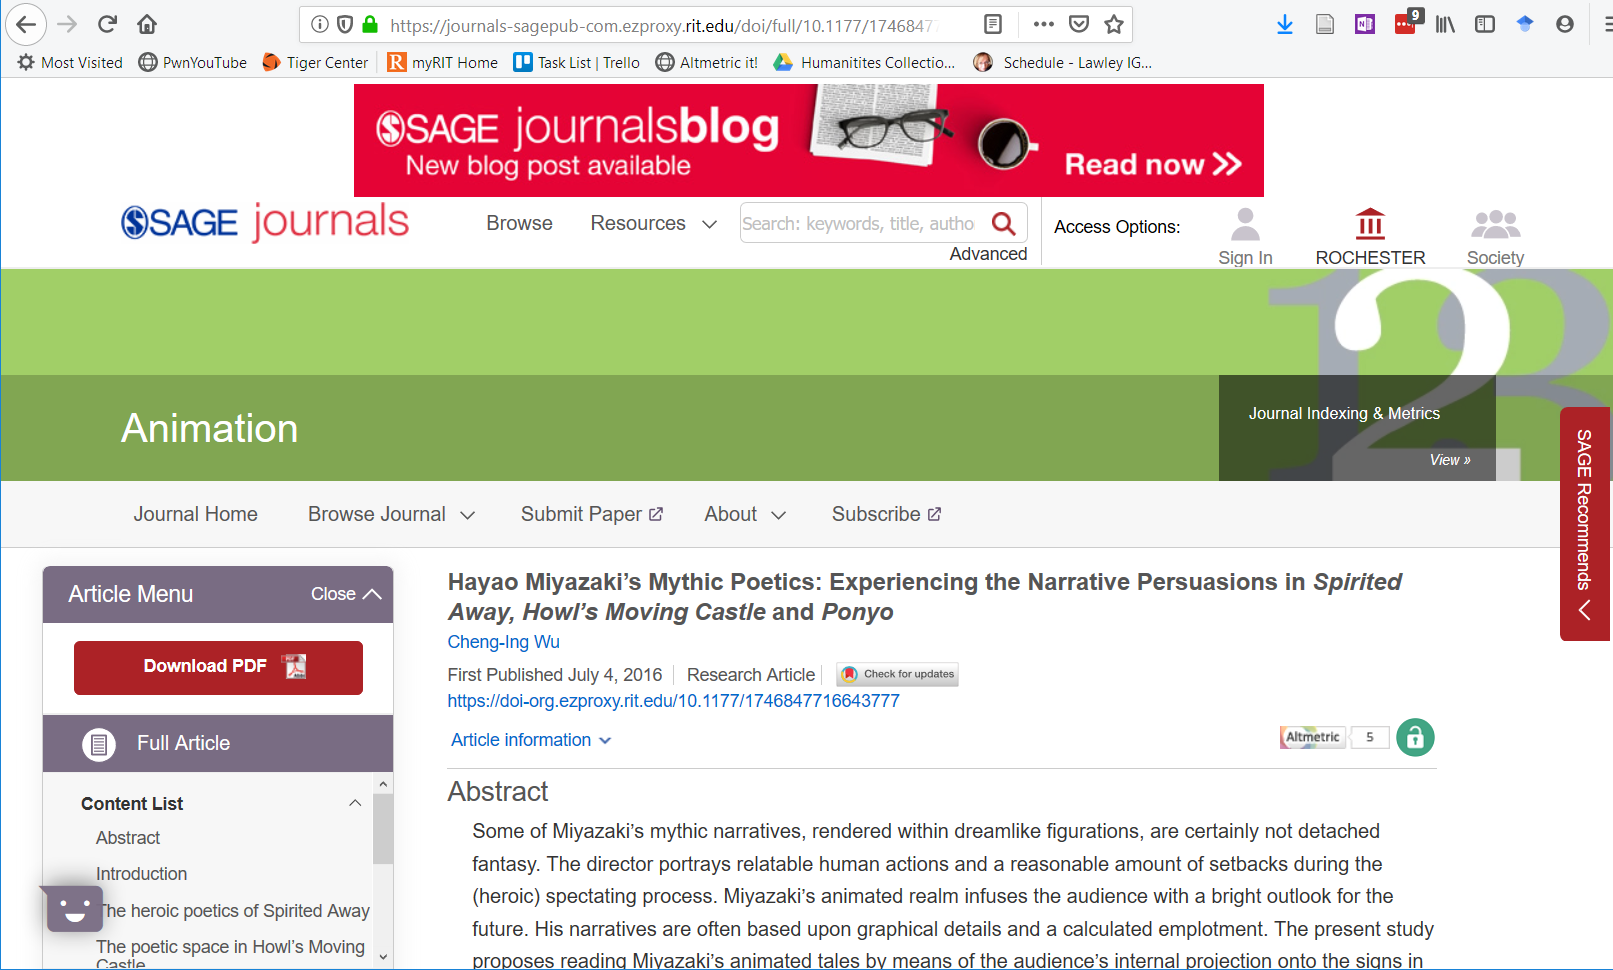 https://journals-sagepub-com.ezproxy.rit.edu/doi/full/10.1177/17468477
9
Most Visited
PwnYouTube
Tiger Center
myRIT Home
Task List | Trello
Altmetric it!
Humanitites Collectio...
Schedule - Lawley IG...
SAGE journalsblog
New blog post available
Read now
SAGE journals
Browse
Resources
Search: keywords, title, autho
Advanced
Access Options:
Sign In
ROCHESTER
Society
123
Animation
Journal Indexing & Metrics
View »
SAGE Recommends
Journal Home
Browse Journal
Submit Paper
About
Subscribe
Article Menu
Close
Download PDF
Full Article
Content List
Abstract
Introduction
The heroic poetics of Spirited Away
The poetic space in Howl's Moving
Castle
Hayao Miyazaki’s Mythic Poetics: Experiencing the Narrative Persuasions in Spirited
Away, Howl’s Moving Castle and Ponyo
Cheng-Ing Wu
First Published July 4, 2016
Research Article
Check for updates
https://doi-org.ezproxy.rit.edu/10.1177/1746847716643777
Article information
Altmetric
5
Abstract
Some of Miyazaki’s mythic narratives, rendered within dreamlike figurations, are certainly not detached
fantasy. The director portrays relatable human actions and a reasonable amount of setbacks during the
(heroic) spectating process. Miyazaki’s animated realm infuses the audience with a bright outlook for the
future. His narratives are often based upon graphical details and a calculated emplotment. The present study
proposes reading Miyazaki’s animated tales by means of the audience’s internal projection onto the signs in